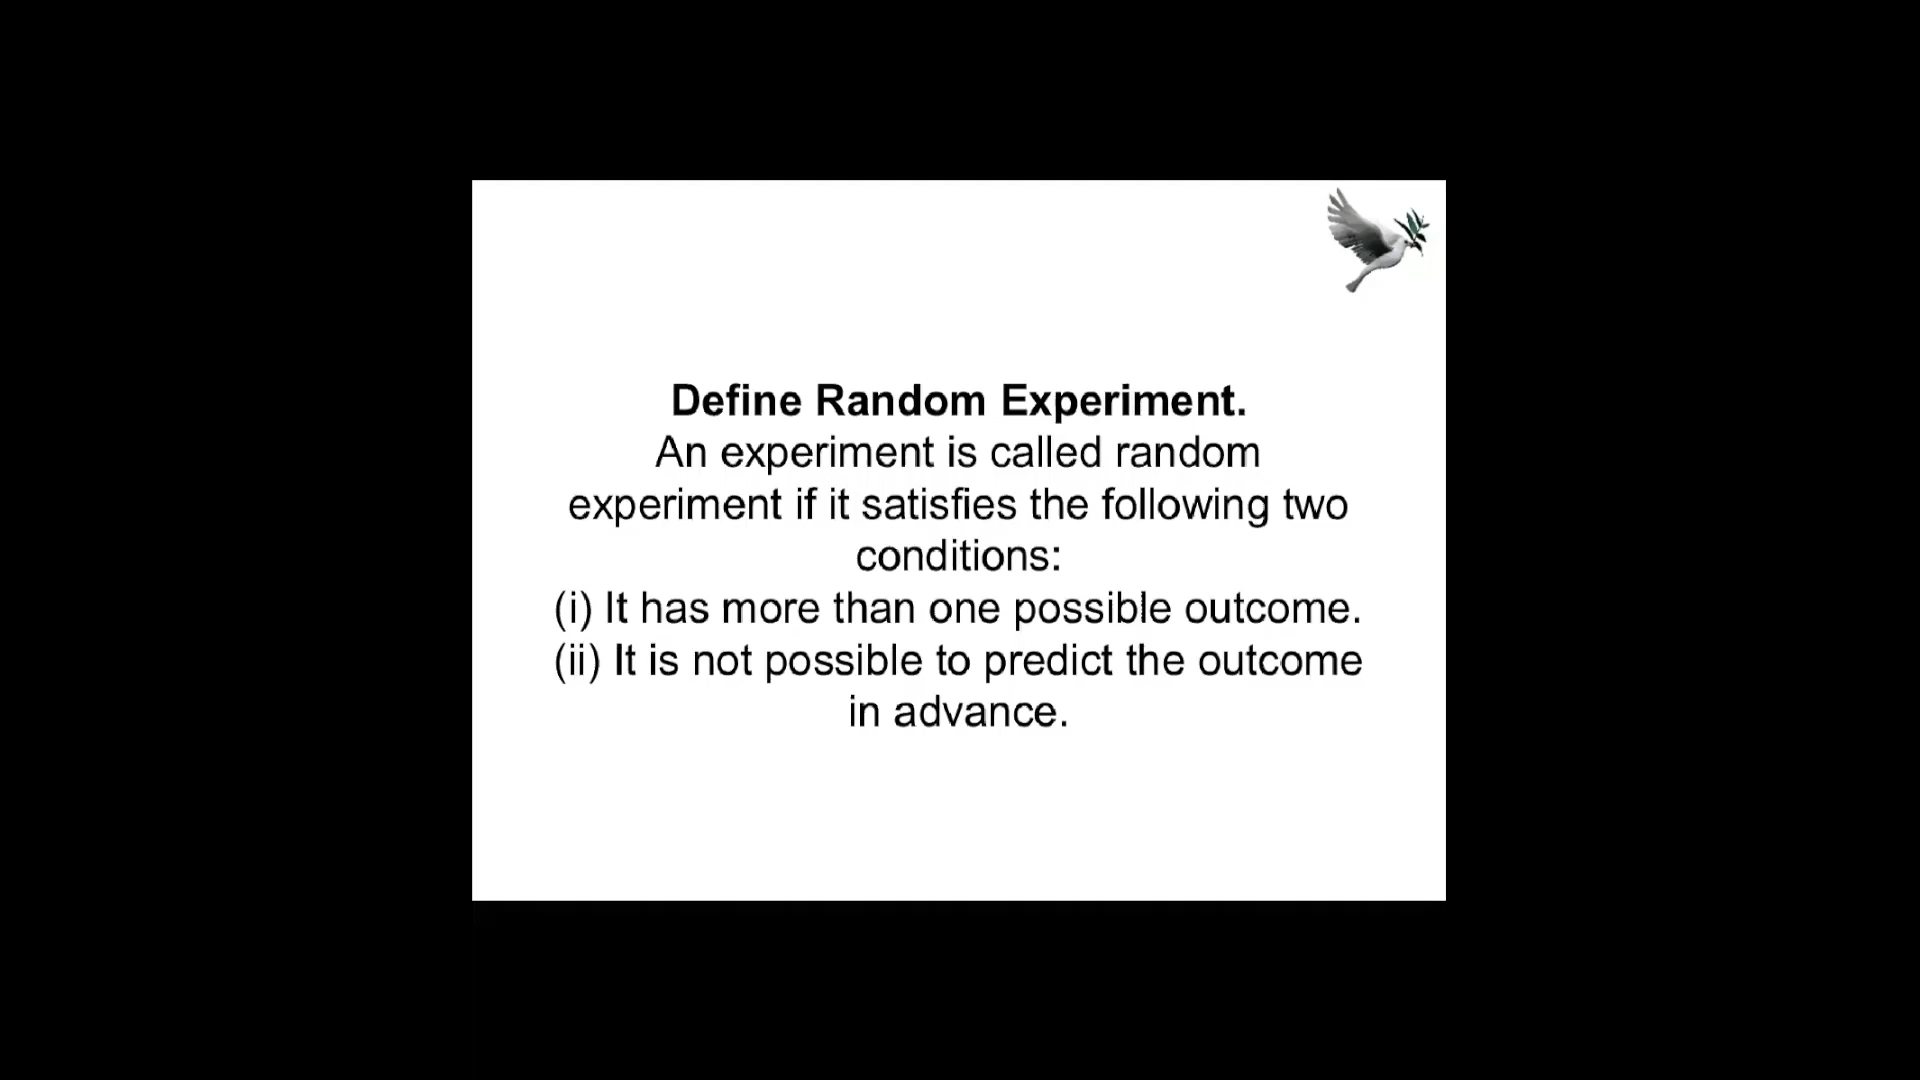 Define Random Experiment.
An experiment is called random
experiment if it satisfies the following two
conditions:
(i) It has more than one possible outcome.
(ii) It is not possible to predict the outcome
in advance.